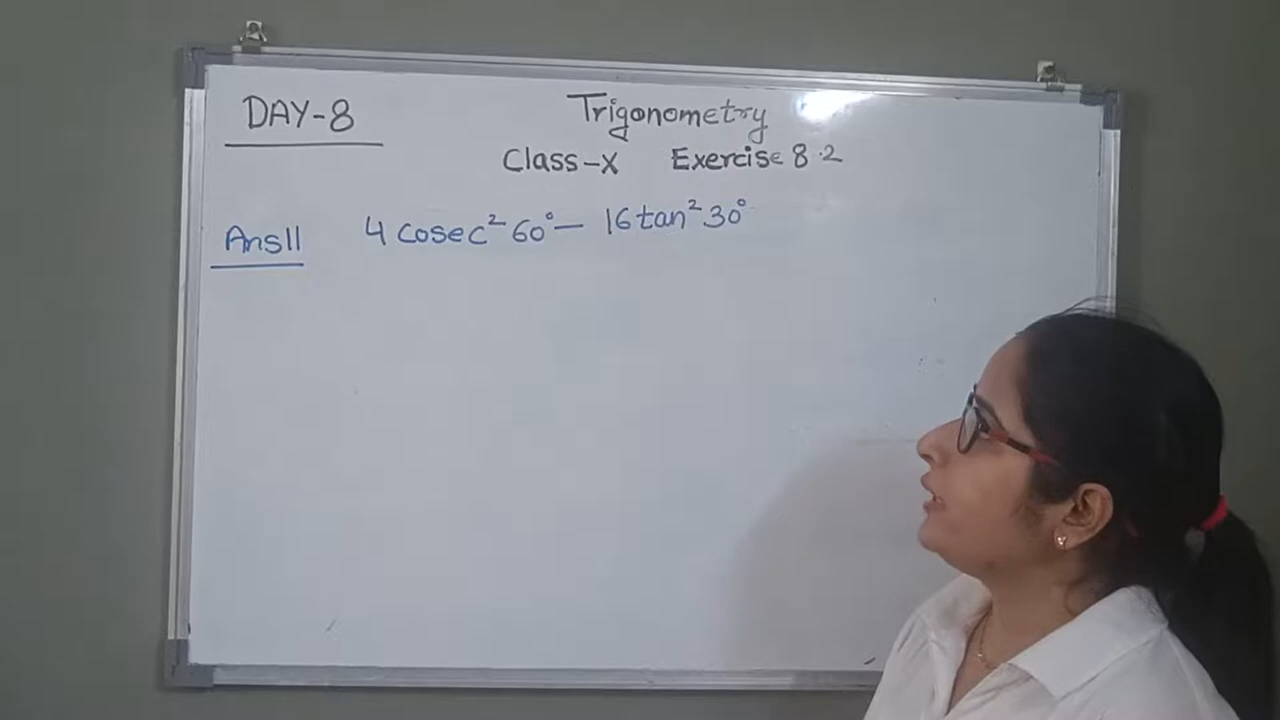 DAY-8
Trigonometry
Class-X Exercise 8.2
Ans11 4 cosec² 60° - 16 tan² 30°